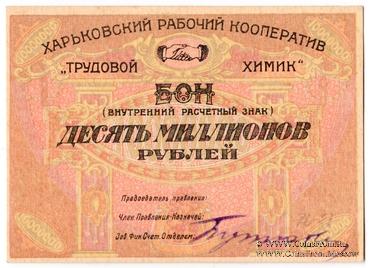 ХАРЬКОВСКИЙ РАБОЧИЙ КООПЕРАТИВ
„ТРУДОВОЙ ХИМИК"
БОН
(ВНУТРЕННИЙ РАСЧЕТНЫЙ ЗНАК)
ДЕСЯТЬ МИЛЛИОНОВ
РУБЛЕЙ
Председатель правления:
Член Правления-Казначей:
Зав. Фин. Счет. Отделом: